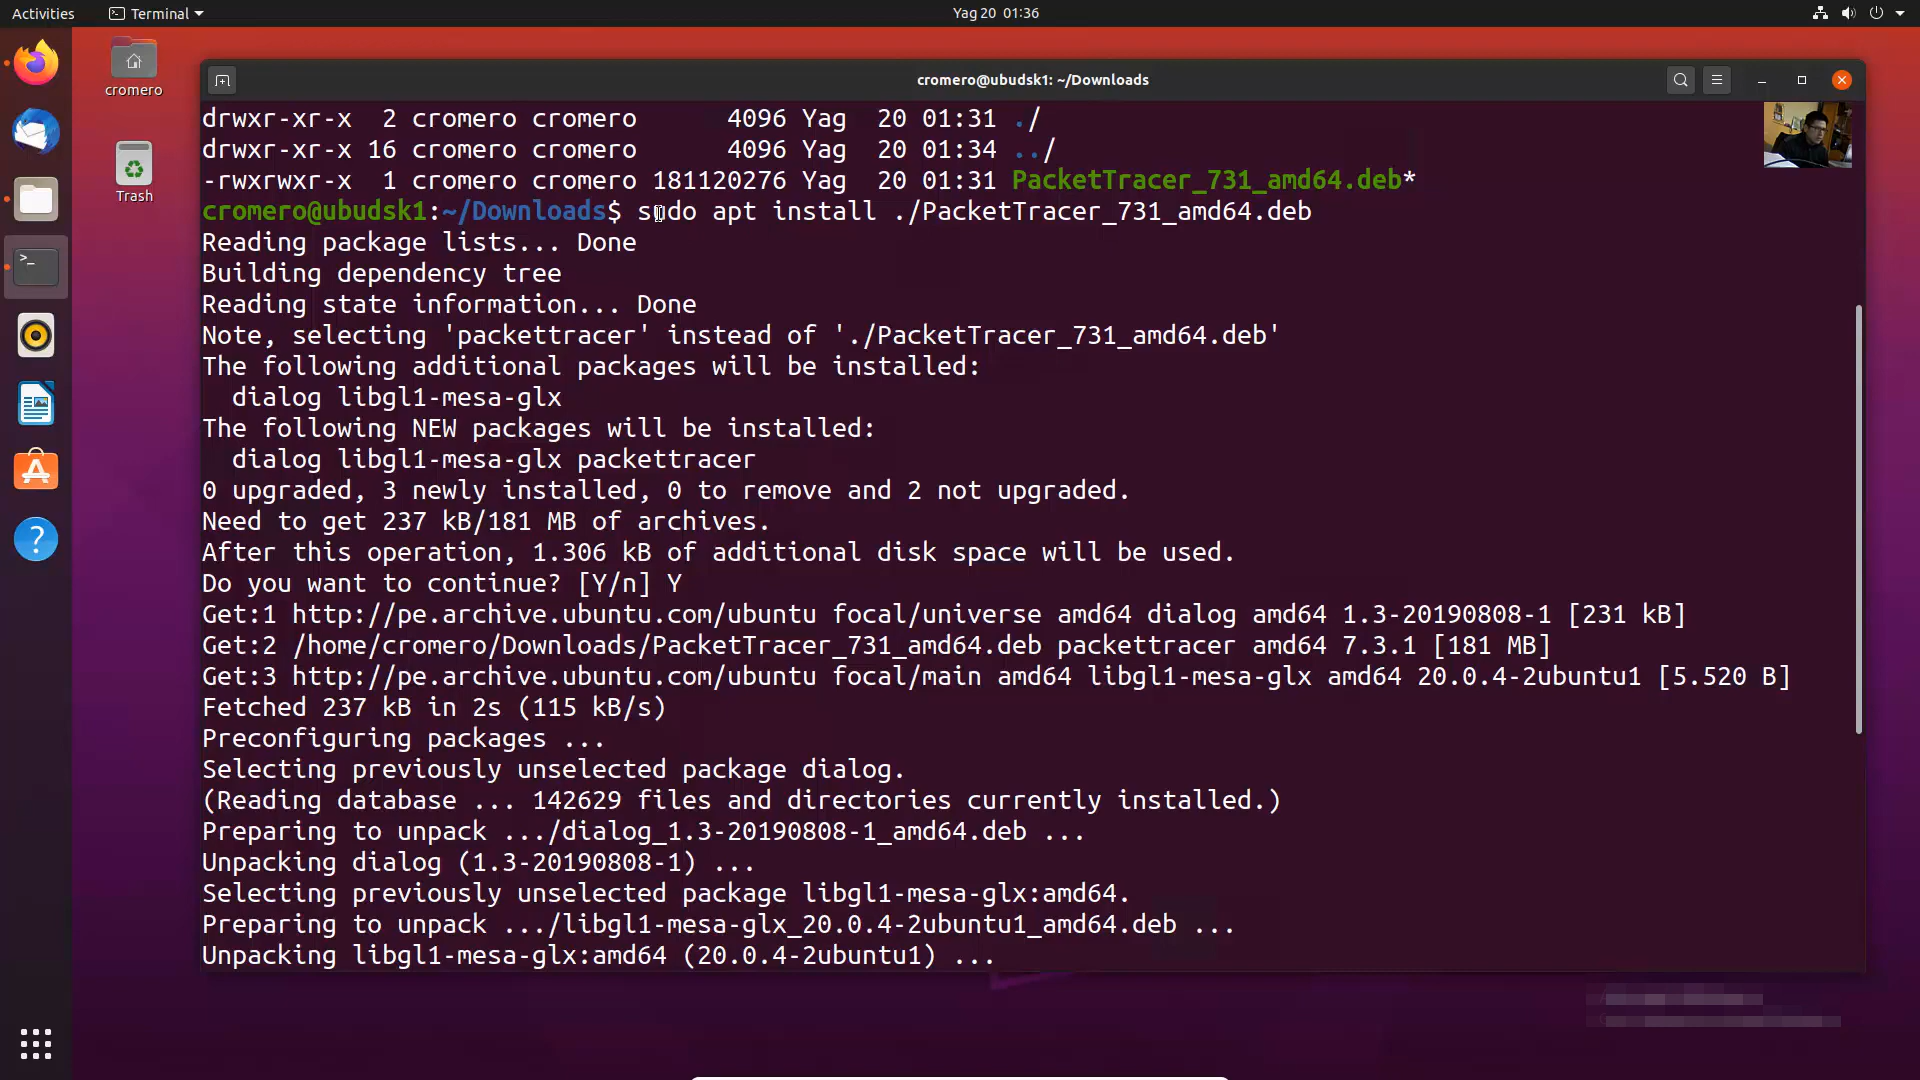 Activities
Terminal
Yag 20 01:36
cromero
Trash
cromero@ubudsk1: ~/Downloads
drwxr-xr-x  2 cromero cromero      4096 Yag  20 01:31 ./
drwxr-xr-x 16 cromero cromero      4096 Yag  20 01:34 ../
-rwxrwxr-x  1 cromero cromero 181120276 Yag  20 01:31 PacketTracer_731_amd64.deb*
cromero@ubudsk1:~/Downloads$ sudo apt install ./PacketTracer_731_amd64.deb
Reading package lists... Done
Building dependency tree
Reading state information... Done
Note, selecting 'packettracer' instead of './PacketTracer_731_amd64.deb'
The following additional packages will be installed:
  dialog libgl1-mesa-glx
The following NEW packages will be installed:
  dialog libgl1-mesa-glx packettracer
0 upgraded, 3 newly installed, 0 to remove and 2 not upgraded.
Need to get 237 kB/181 MB of archives.
After this operation, 1.306 kB of additional disk space will be used.
Do you want to continue? [Y/n] Y
Get:1 http://pe.archive.ubuntu.com/ubuntu focal/universe amd64 dialog amd64 1.3-20190808-1 [231 kB]
Get:2 /home/cromero/Downloads/PacketTracer_731_amd64.deb packettracer amd64 7.3.1 [181 MB]
Get:3 http://pe.archive.ubuntu.com/ubuntu focal/main amd64 libgl1-mesa-glx amd64 20.0.4-2ubuntu1 [5.520 B]
Fetched 237 kB in 2s (115 kB/s)
Preconfiguring packages ...
Selecting previously unselected package dialog.
(Reading database ... 142629 files and directories currently installed.)
Preparing to unpack .../dialog_1.3-20190808-1_amd64.deb ...
Unpacking dialog (1.3-20190808-1) ...
Selecting previously unselected package libgl1-mesa-glx:amd64.
Preparing to unpack .../libgl1-mesa-glx_20.0.4-2ubuntu1_amd64.deb ...
Unpacking libgl1-mesa-glx:amd64 (20.0.4-2ubuntu1) ...